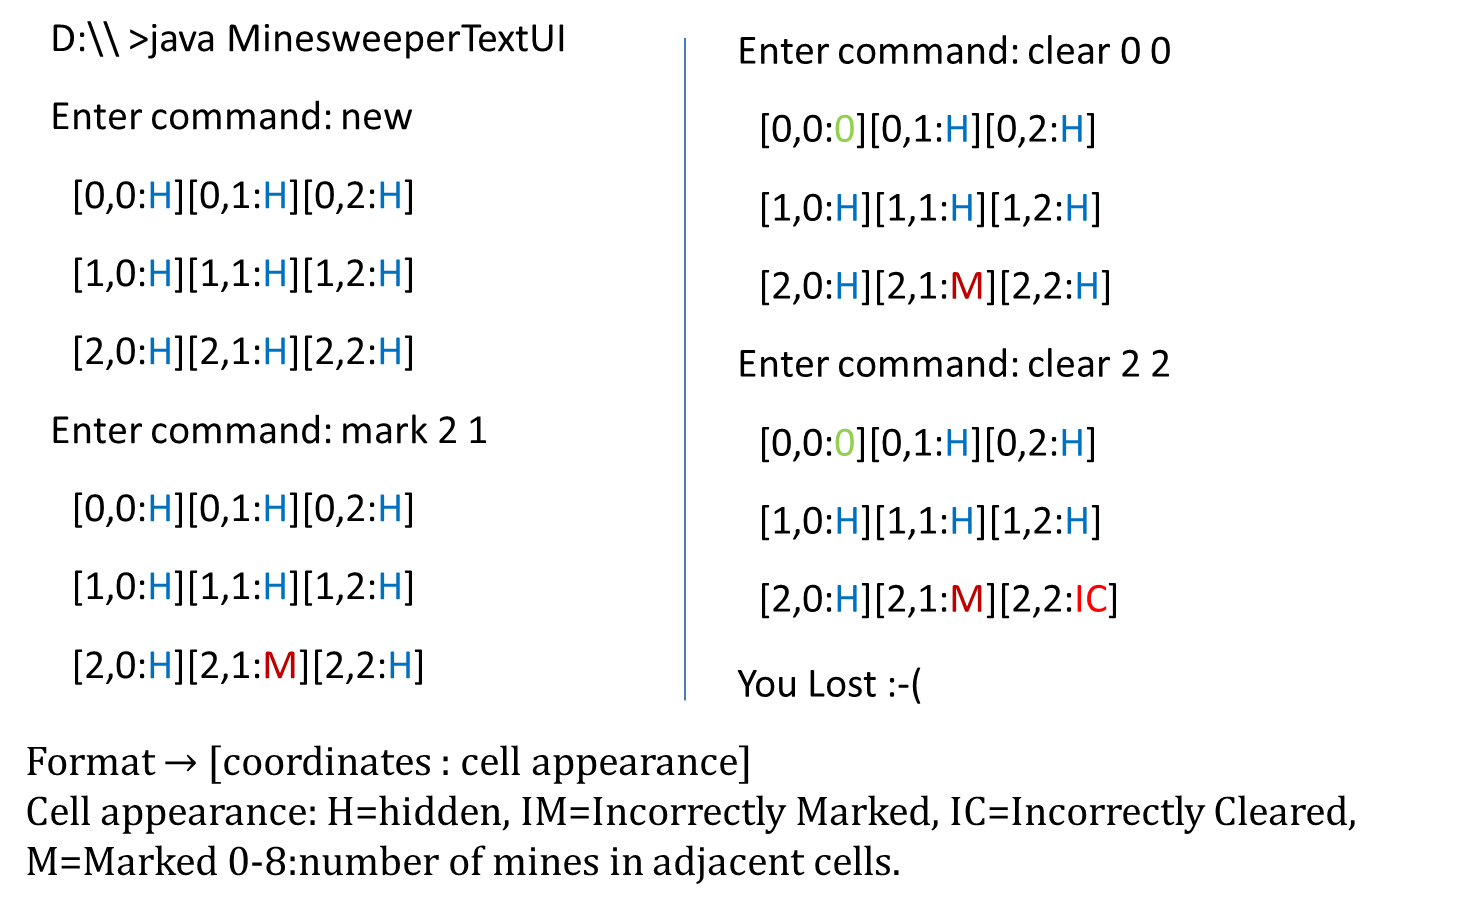 D:\\ >java MinesweeperTextUI
Enter command: new
[0,0:H][0,1:H][0,2:H]
[1,0:H][1,1:H][1,2:H]
[2,0:H][2,1:H][2,2:H]
Enter command: mark 2 1
[0,0:H][0,1:H][0,2:H]
[1,0:H][1,1:H][1,2:H]
[2,0:H][2,1:M][2,2:H]
Enter command: clear 0 0
[0,0:0][0,1:H][0,2:H]
[1,0:H][1,1:H][1,2:H]
[2,0:H][2,1:M][2,2:H]
Enter command: clear 2 2
[0,0:0][0,1:H][0,2:H]
[1,0:H][1,1:H][1,2:H]
[2,0:H][2,1:M][2,2:IC]
You Lost :-(
Format → [coordinates : cell appearance]
Cell appearance: H=hidden, IM=Incorrectly Marked, IC=Incorrectly Cleared,
M=Marked 0-8:number of mines in adjacent cells.